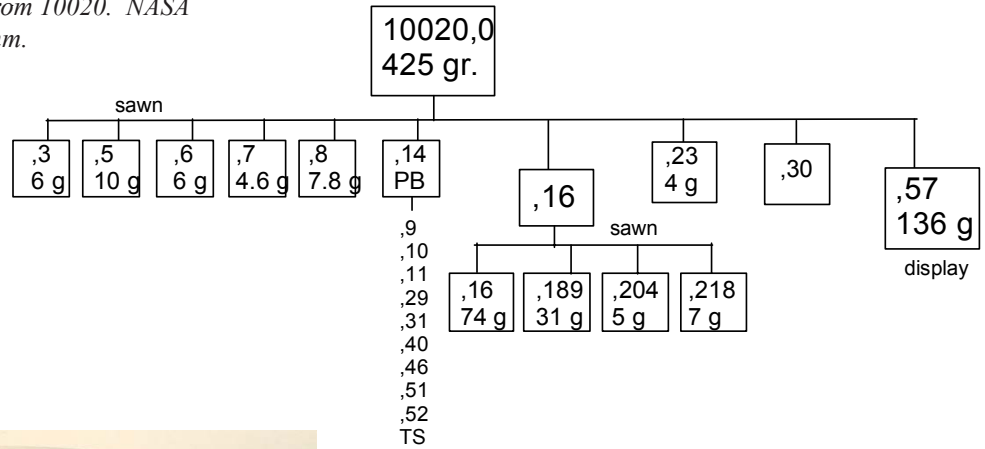 rom 10020. NASA
m.
10020,0
425 gr.
sawn
,3
6 g
,5
10 g
,6
6 g
,7
4.6 g
,8
7.8 g
,14
PB
,16
,23
4 g
,30
,57
136 g
display
,9
,10
,11
,29
,31
,40
,46
,51
,52
TS
sawn
,16
74 g
,189
31 g
,204
5 g
,218
7 g